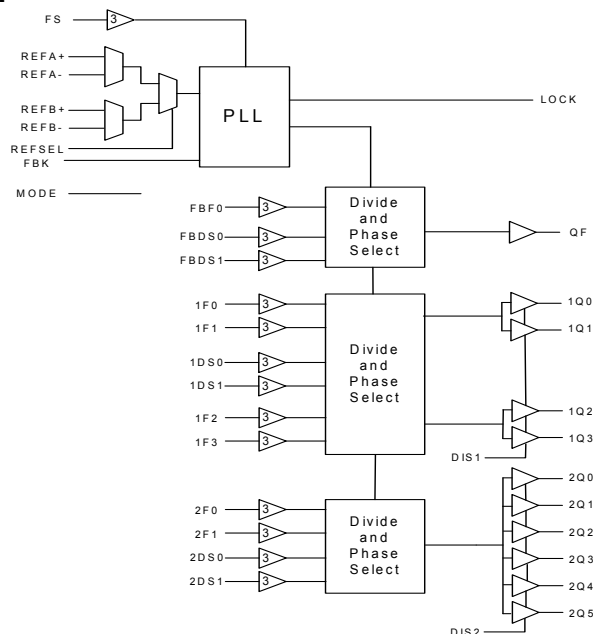 FS 3
REFA+
REFA-
REFB+
REFB-
REFSEL
FBK
PLL
LOCK
MODE
FBF0 3
FBDS0 3
FBDS1 3
Divide
and
Phase
Select
QF
1F0 3
1F1 3
1DS0 3
1DS1 3
1F2 3
1F3 3
Divide
and
Phase
Select
1Q0
1Q1
1Q2
1Q3
DIS1
2F0 3
2F1 3
2DS0 3
2DS1 3
Divide
and
Phase
Select
2Q0
2Q1
2Q2
2Q3
2Q4
2Q5
DIS2